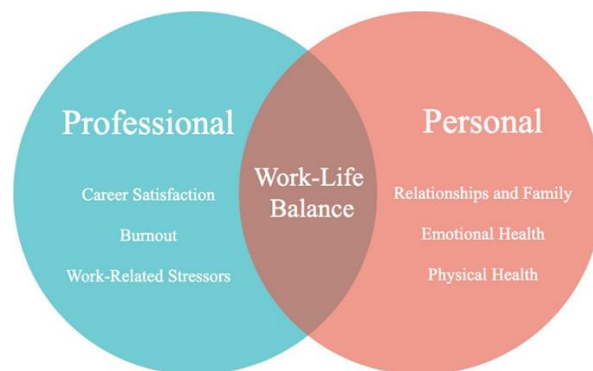 Professional
Career Satisfaction
Burnout
Work-Related Stressors
Work-Life
Balance
Personal
Relationships and Family
Emotional Health
Physical Health